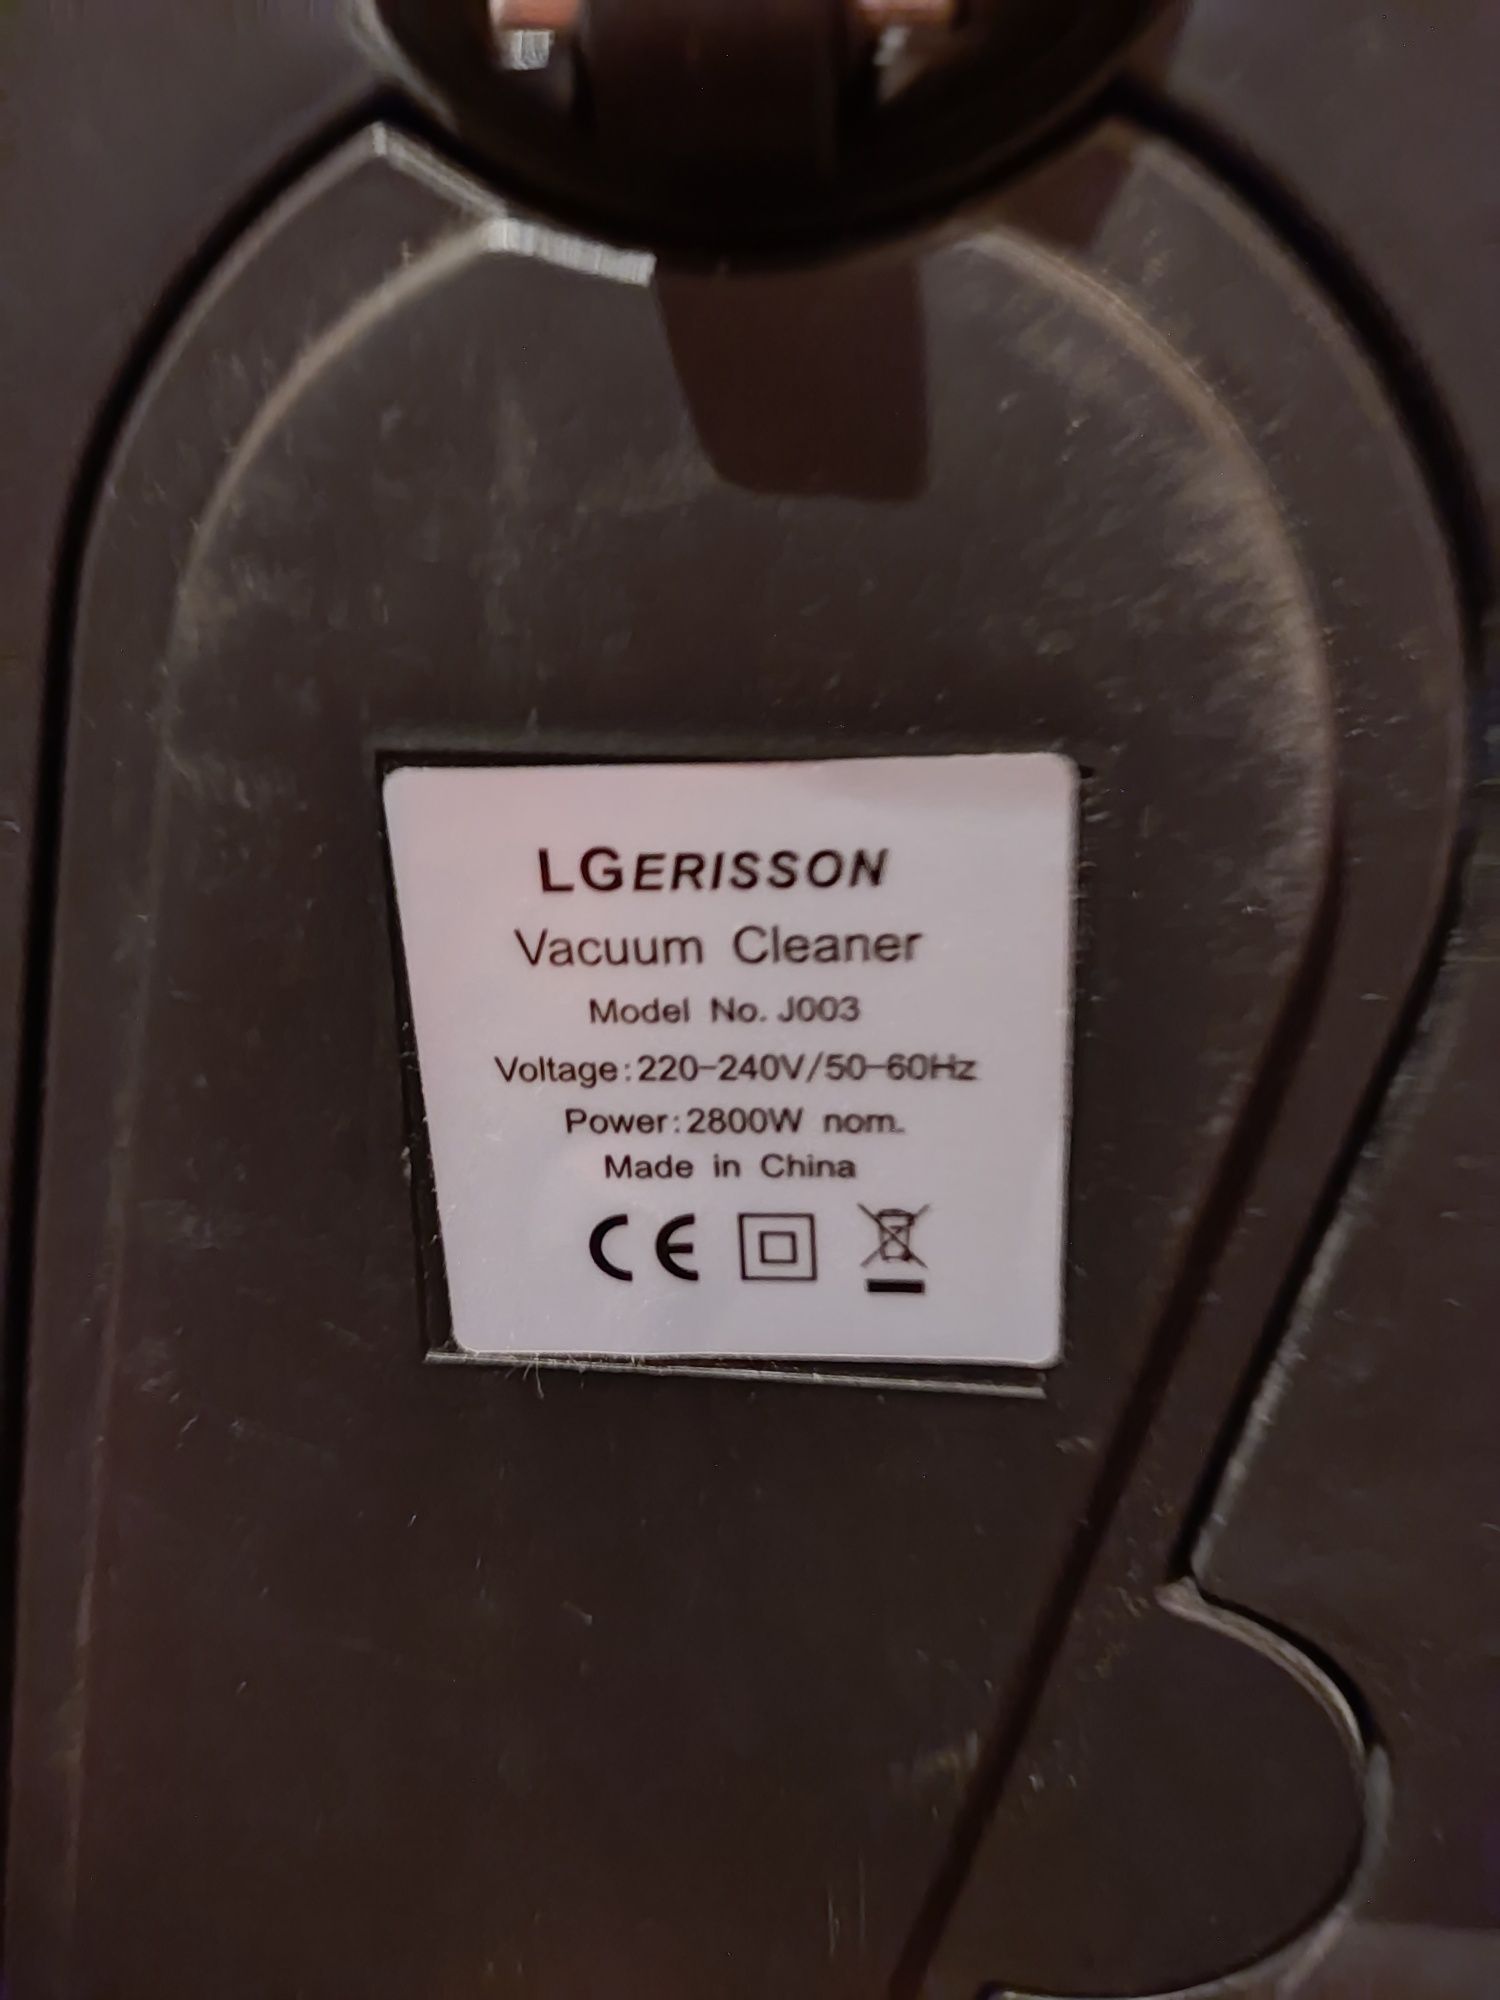 LGERISSON
Vacuum Cleaner
Model No. J003
Voltage:220-240V/50-60Hz
Power:2800W nom.
Made in China
CE